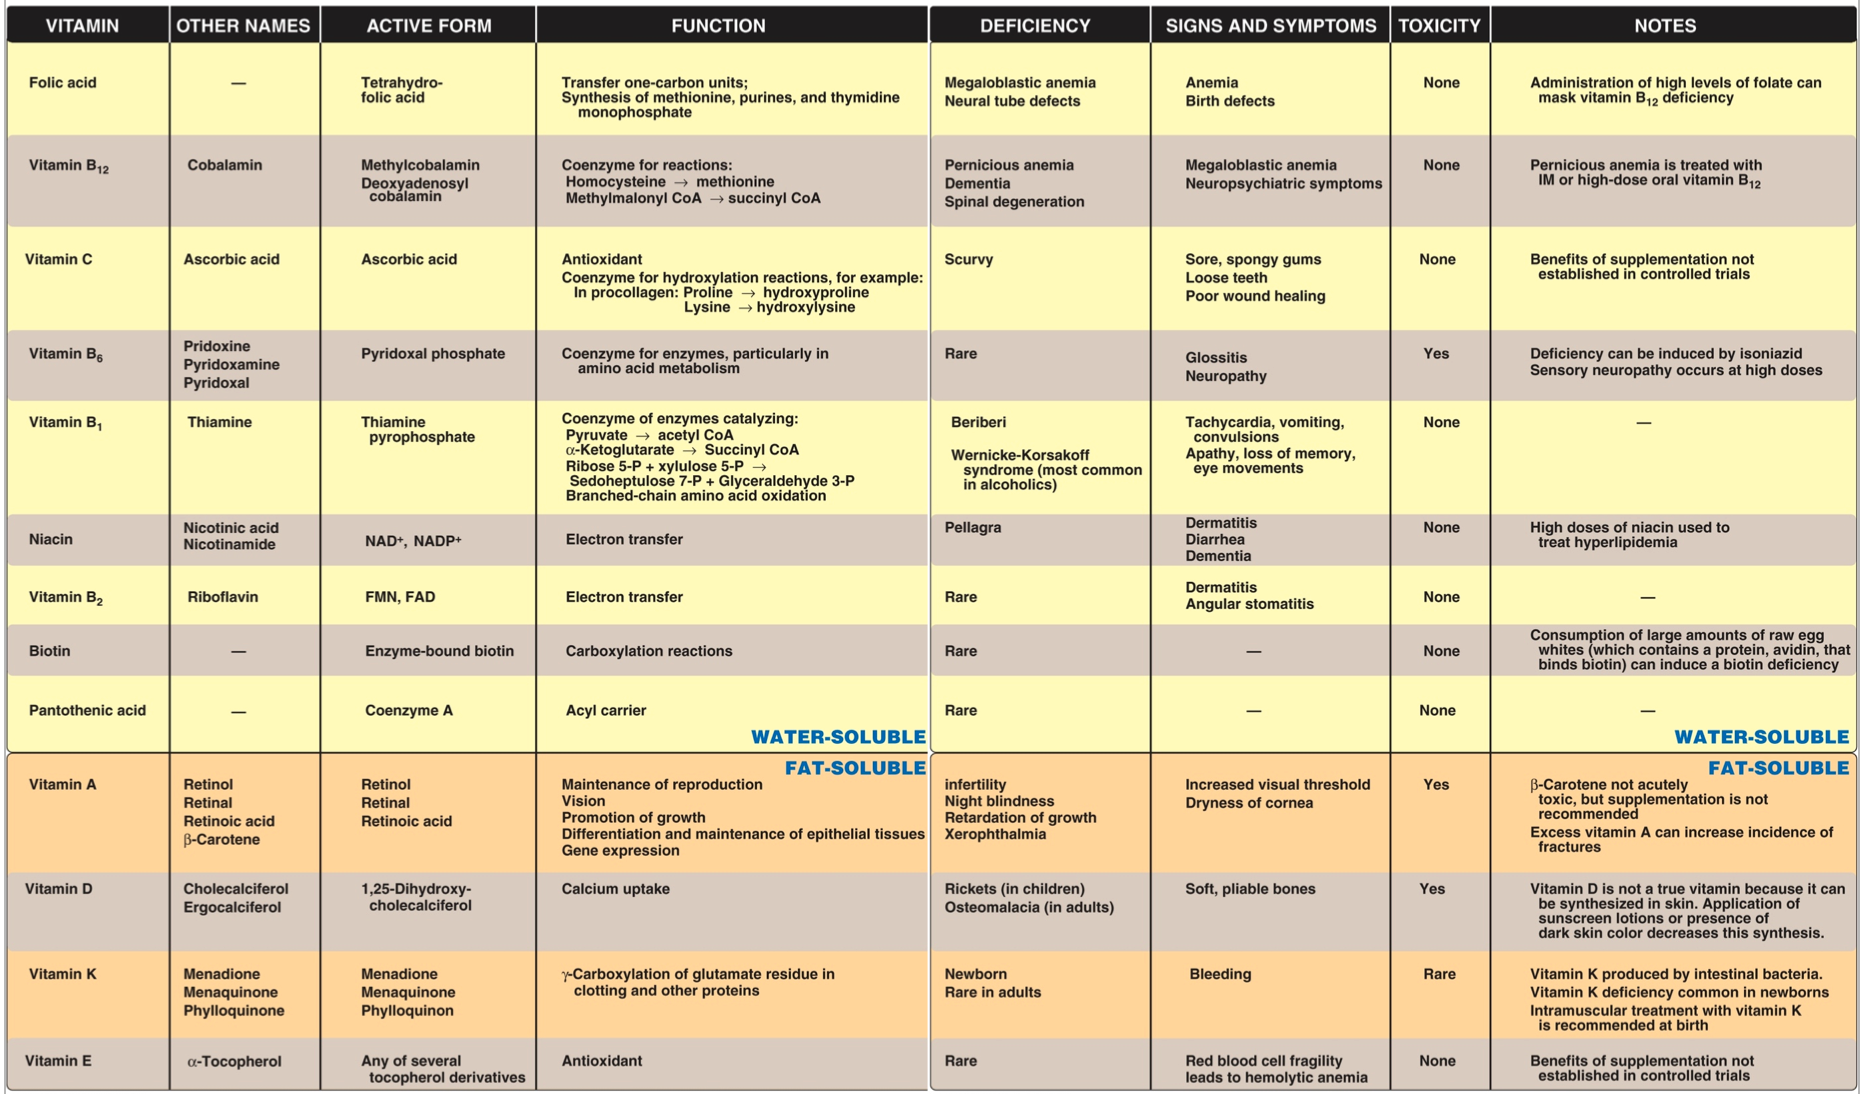 VITAMIN OTHER NAMES ACTIVE FORM FUNCTION DEFICIENCY SIGNS AND SYMPTOMS TOXICITY NOTES
Folic acid
—
Tetrahydro-
folic acid
Transfer one-carbon units;
Synthesis of methionine, purines, and thymidine
monophosphate
Megaloblastic anemia
Neural tube defects
Anemia
Birth defects
None
Administration of high levels of folate can
mask vitamin B12 deficiency
Vitamin B12
Cobalamin
Methylcobalamin
Deoxyadenosyl
cobalamin
Coenzyme for reactions:
Homocysteine → methionine
Methylmalonyl CoA → succinyl CoA
Pernicious anemia
Dementia
Spinal degeneration
Megaloblastic anemia
Neuropsychiatric symptoms
None
Pernicious anemia is treated with
IM or high-dose oral vitamin B12
Vitamin C
Ascorbic acid
Ascorbic acid
Antioxidant
Coenzyme for hydroxylation reactions, for example:
In procollagen: Proline → hydroxyproline
Lysine → hydroxylysine
Scurvy
Sore, spongy gums
Loose teeth
Poor wound healing
None
Benefits of supplementation not
established in controlled trials
Vitamin B6
Pridoxine
Pyridoxamine
Pyridoxal
Pyridoxal phosphate
Coenzyme for enzymes, particularly in
amino acid metabolism
Rare
Glossitis
Neuropathy
Yes
Deficiency can be induced by isoniazid
Sensory neuropathy occurs at high doses
Vitamin B1
Thiamine
Thiamine
pyrophosphate
Coenzyme of enzymes catalyzing:
Pyruvate → acetyl CoA
α-Ketoglutarate → Succinyl CoA
Ribose 5-P + xylulose 5-P →
Sedoheptulose 7-P + Glyceraldehyde 3-P
Branched-chain amino acid oxidation
Beriberi
Wernicke-Korsakoff
syndrome (most common
in alcoholics)
Tachycardia, vomiting,
convulsions
Apathy, loss of memory,
eye movements
None
—
Niacin
Nicotinic acid
Nicotinamide
NAD+, NADP+
Electron transfer
Pellagra
Dermatitis
Diarrhea
Dementia
None
High doses of niacin used to
treat hyperlipidemia
Vitamin B2
Riboflavin
FMN, FAD
Electron transfer
Rare
Dermatitis
Angular stomatitis
None
—
Biotin
—
Enzyme-bound biotin
Carboxylation reactions
Rare
—
None
Consumption of large amounts of raw egg
whites (which contains a protein, avidin, that
binds biotin) can induce a biotin deficiency
Pantothenic acid
—
Coenzyme A
Acyl carrier
Rare
—
None
—
WATER-SOLUBLE
WATER-SOLUBLE
FAT-SOLUBLE
FAT-SOLUBLE
Vitamin A
Retinol
Retinal
Retinoic acid
β-Carotene
Retinol
Retinal
Retinoic acid
Maintenance of reproduction
Vision
Promotion of growth
Differentiation and maintenance of epithelial tissues
Gene expression
infertility
Night blindness
Retardation of growth
Xerophthalmia
Increased visual threshold
Dryness of cornea
Yes
β-Carotene not acutely
toxic, but supplementation is not
recommended
Excess vitamin A can increase incidence of
fractures
Vitamin D
Cholecalciferol
Ergocalciferol
1,25-Dihydroxy-
cholecalciferol
Calcium uptake
Rickets (in children)
Osteomalacia (in adults)
Soft, pliable bones
Yes
Vitamin D is not a true vitamin because it can
be synthesized in skin. Application of
sunscreen lotions or presence of
dark skin color decreases this synthesis.
Vitamin K
Menadione
Menaquinone
Phylloquinone
Menadione
Menaquinone
Phylloquinon
γ-Carboxylation of glutamate residue in
clotting and other proteins
Newborn
Rare in adults
Bleeding
Rare
Vitamin K produced by intestinal bacteria.
Vitamin K deficiency common in newborns
Intramuscular treatment with vitamin K
is recommended at birth
Vitamin E
α-Tocopherol
Any of several
tocopherol derivatives
Antioxidant
Rare
Red blood cell fragility
leads to hemolytic anemia
None
Benefits of supplementation not
established in controlled trials